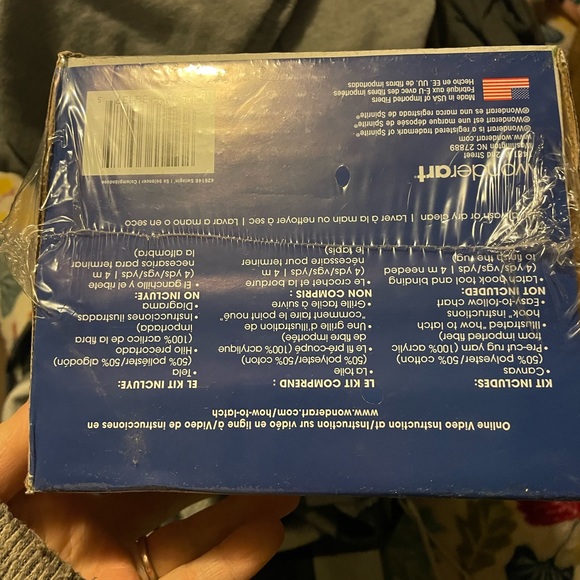 Online Video Instruction at/Instruction sur vidéo en ligne à/Video de instrucciones en
www.wonderart.com/how-to-latch
KIT INCLUDES:
• Canvas
50% polyester/50% cotton
• Pre-cut rug yarn 100% acrylic
from imported fiber)
• Illustrated "how to latch
hook" instructions
• Easy-to-follow chart
NOT INCLUDED:
• Latch hook tool and binding
(4) yds/vgs/yds | 4 m needed
to finish the rug
LE KIT COMPREND :
• La toile
(50% polyester/50% coton)
• Le fil pré-coupé (100% acrylique
de fibre importée)
• Une grille d'illustration de
"comment faire le point noué"
• Grille facile à suivre
NON COMPRIS :
• Le crochet et la bordure
(4) yds/vgs/yds | 4 m
nécessaire pour terminer
le tapis
EL KIT INCLUYE:
• Tela
(50% poliéster/50% algodón)
• Hilo precortado
(100% acrílico de la fibra
importada)
• Instrucciones ilustradas
• Diagrama
NO INCLUYE:
• El ganchillo y el ribete
(4) yds/vgs/yds | 4 m
necesarios para terminar
la alfombra
wash or dry Clean | Laver à la main ou nettoyer à sec | Lavar a mano o en seco
wonderart
2nd Street
Washington NC 27889
www.wonderart.com
®Wonderart is a registered trademark of Spinrite
®Wonderart est une marque déposée de Spinrite
®Wonderart es una marca registrada de Spinrite
Made in USA of Imported Fibers
Fabriqué aux E-U avec des fibres importées
Hecho en EE. UU. de fibras importadas
426148 Swingin' | Se balancer | Columpiándose